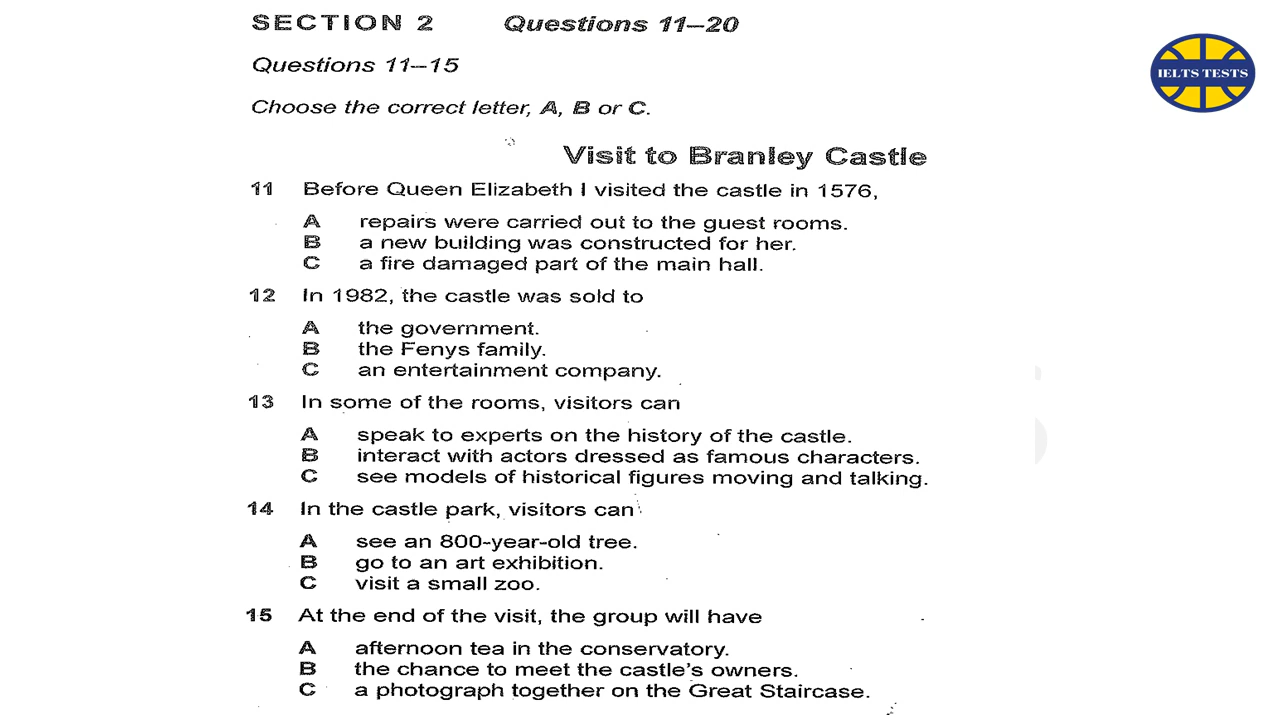 SECTION 2 Questions 11–20
IELTS TESTS
Questions 11–15
Choose the correct letter, A, B or C.
Visit to Branley Castle
11 Before Queen Elizabeth I visited the castle in 1576,
A repairs were carried out to the guest rooms.
B a new building was constructed for her.
C a fire damaged part of the main hall.
12 In 1982, the castle was sold to
A the government.
B the Fenys family.
C an entertainment company.
13 In some of the rooms, visitors can
A speak to experts on the history of the castle.
B interact with actors dressed as famous characters.
C see models of historical figures moving and talking.
14 In the castle park, visitors can
A see an 800-year-old tree.
B go to an art exhibition.
C visit a small zoo.
15 At the end of the visit, the group will have
A afternoon tea in the conservatory.
B the chance to meet the castle's owners.
C a photograph together on the Great Staircase.